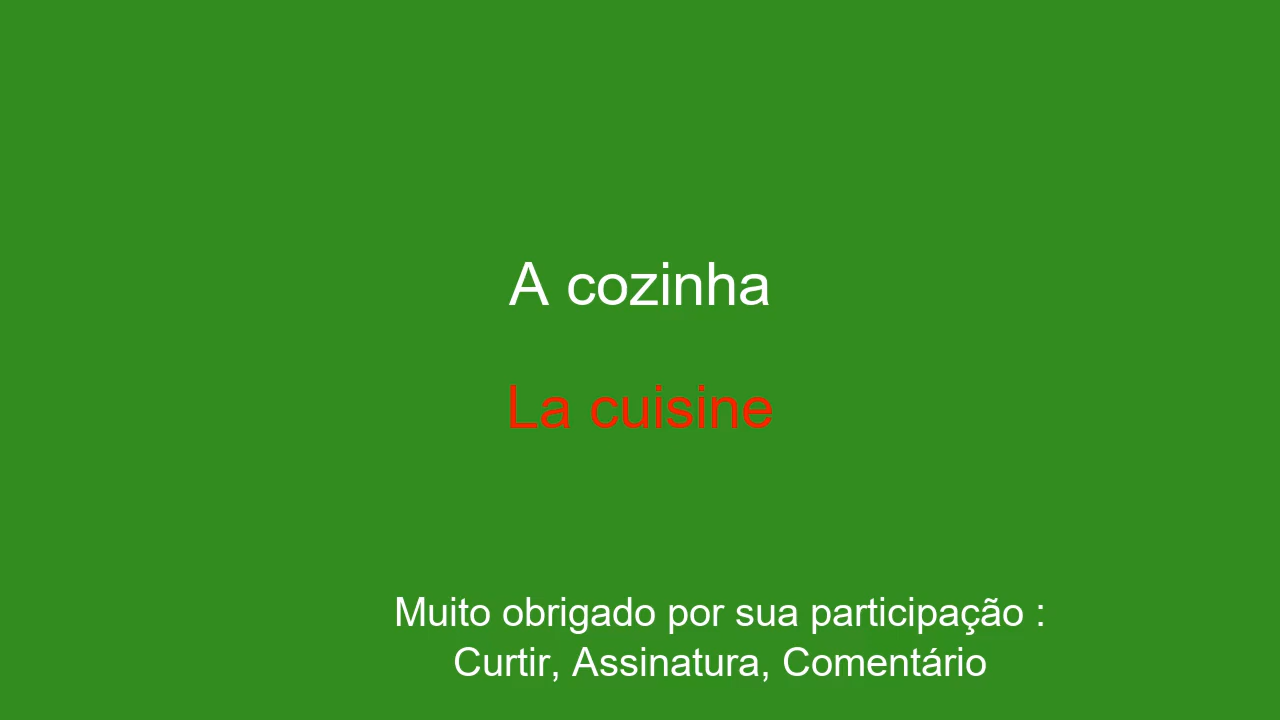 A cozinha
La cuisine
Muito obrigado por sua participação :
Curtir, Assinatura, Comentário